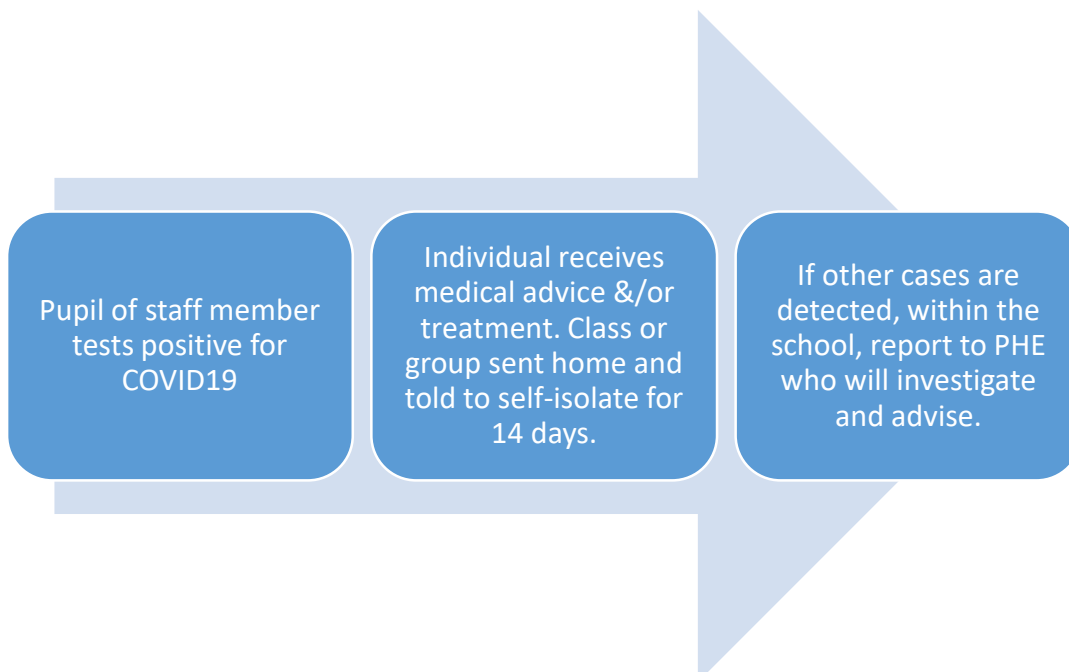 Pupil of staff member
tests positive for
COVID19
Individual receives
medical advice &/or
treatment. Class or
group sent home and
told to self-isolate for
14 days.
If other cases are
detected, within the
school, report to PHE
who will investigate
and advise.